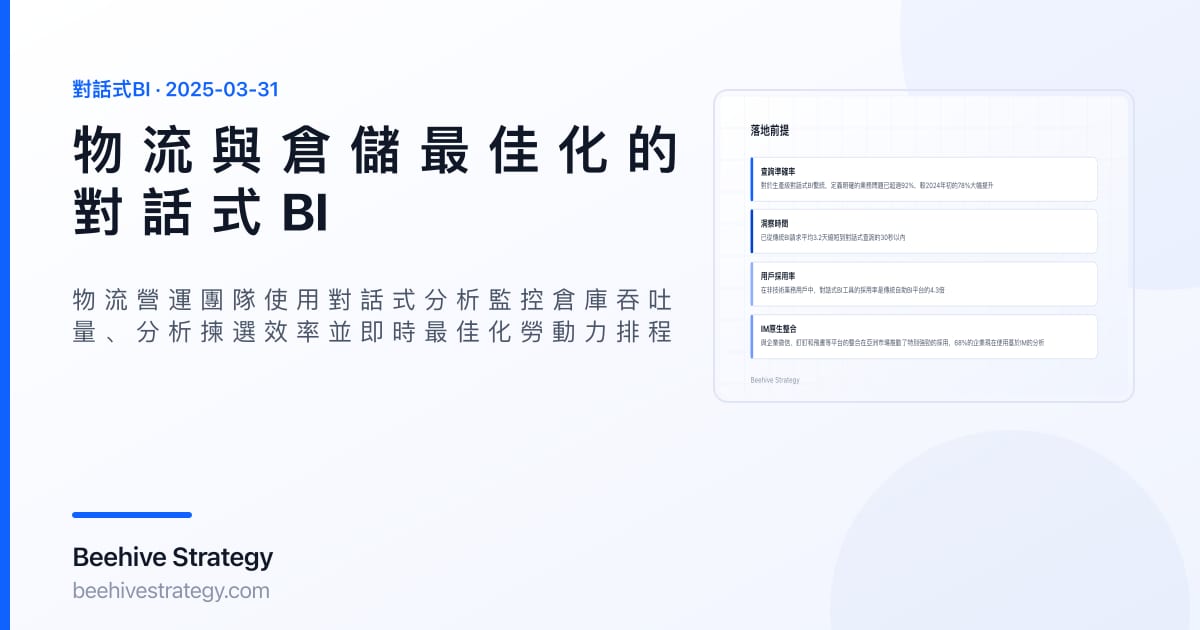 對話式BI · 2025-03-31
物流與倉儲最佳化的
對話式BI
物流營運團隊使用對話式分析監控倉庫吞吐
量、分析揀選效率並即時最佳化勞動力排程
Beehive Strategy
beehivestrategy.com
落地前提
查詢準確率
對於生產級對話式BI系統，定義明確的業務問題已超過92%，較2024年初的78%大幅提升
洞察時間
已從傳統BI請求平均3.2天縮短到對話式查詢的30秒以內
用戶採用率
在非技術業務用戶中，對話式BI工具的採用率是傳統自助BI平台的4.3倍
IM原生整合
與企業微信、釘釘和飛書等平台的整合在亞洲市場推動了特別強勁的採用，68%的企業現在使用基於IM的分析
Beehive Strategy